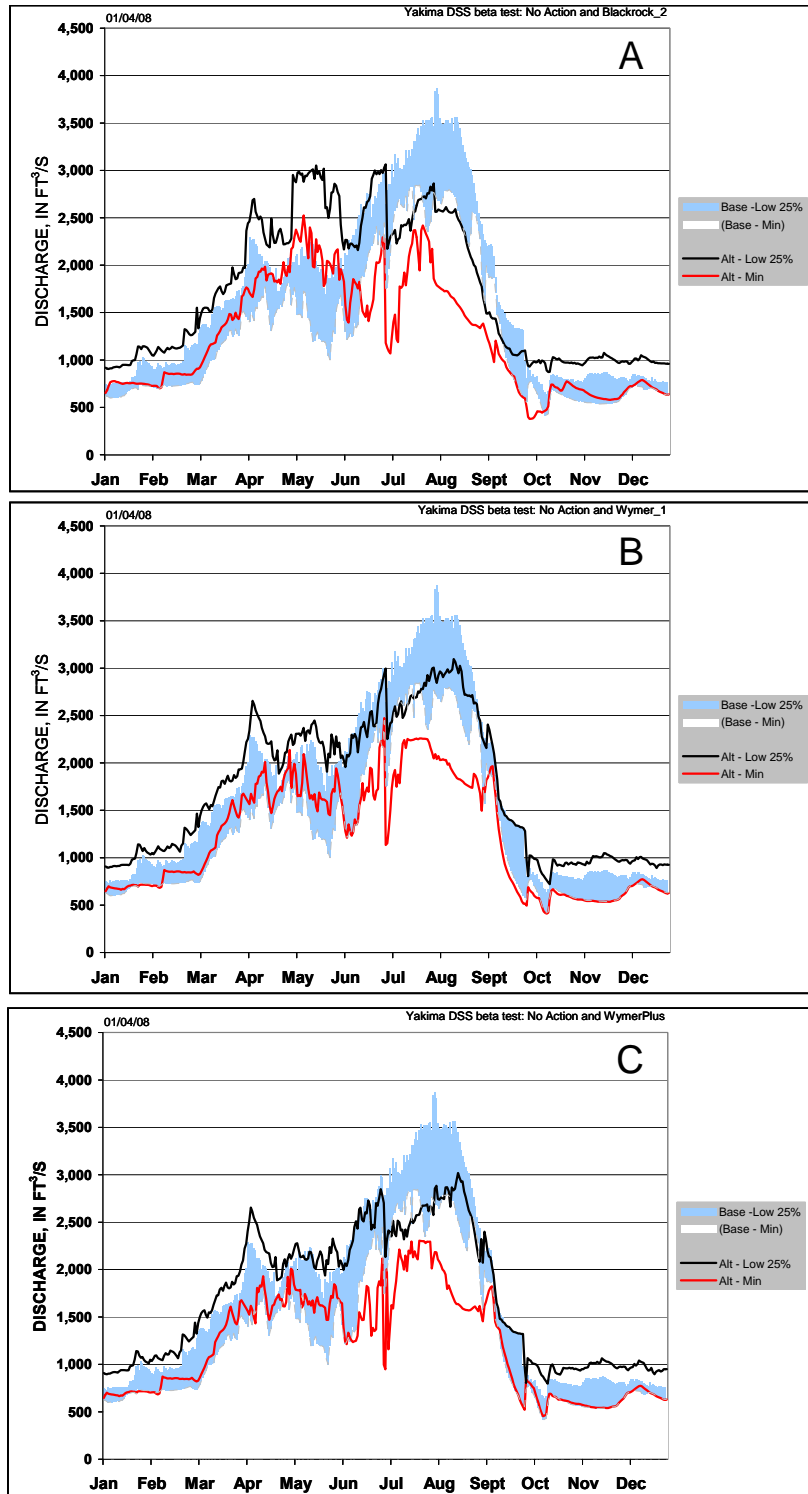 01/04/08
Yakima DSS beta test: No Action and Blackrock_2
A
4,500
4,000
3,500
3,000
2,500
2,000
1,500
1,000
500
0
DISCHARGE, IN FT³/S
Jan Feb Mar Apr May Jun Jul Aug Sept Oct Nov Dec
Base -Low 25%
(Base - Min)
Alt - Low 25%
Alt - Min
01/04/08
Yakima DSS beta test: No Action and Wymer_1
B
4,500
4,000
3,500
3,000
2,500
2,000
1,500
1,000
500
0
DISCHARGE, IN FT³/S
Jan Feb Mar Apr May Jun Jul Aug Sept Oct Nov Dec
Base -Low 25%
(Base - Min)
Alt - Low 25%
Alt - Min
01/04/08
Yakima DSS beta test: No Action and WymerPlus
C
4,500
4,000
3,500
3,000
2,500
2,000
1,500
1,000
500
0
DISCHARGE, IN FT³/S
Jan Feb Mar Apr May Jun Jul Aug Sept Oct Nov Dec
Base -Low 25%
(Base - Min)
Alt - Low 25%
Alt - Min